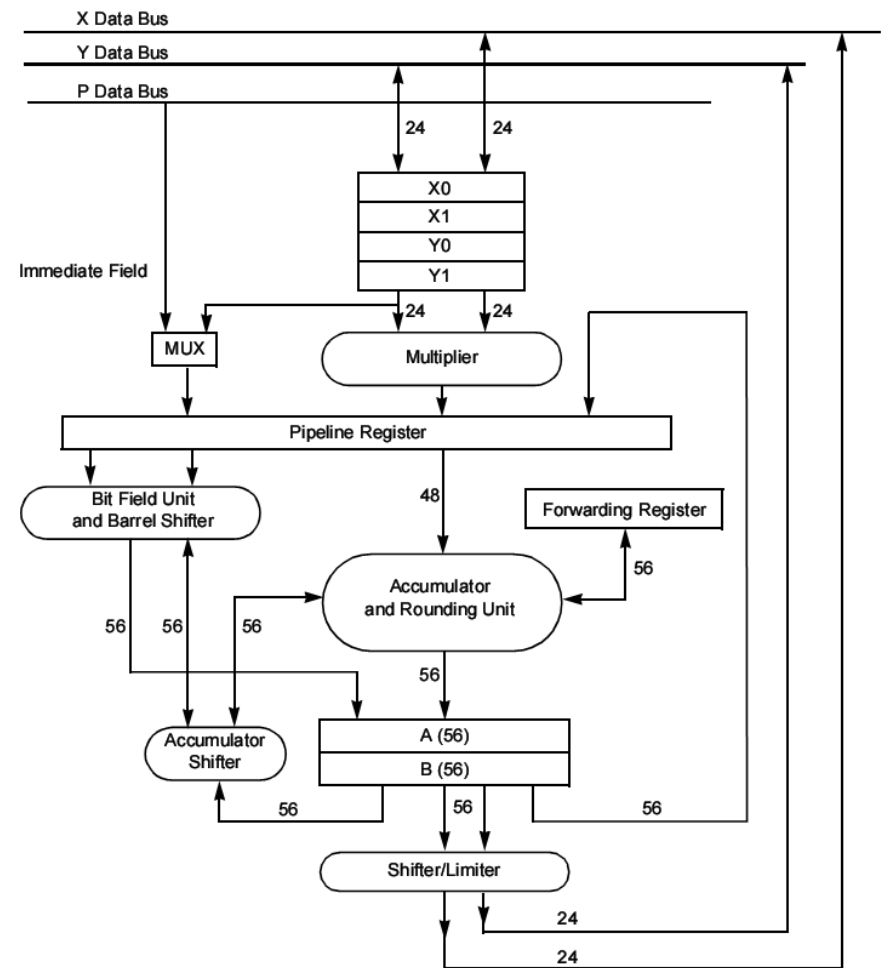 X Data Bus
Y Data Bus
P Data Bus
24
24
X0
X1
Y0
Y1
Immediate Field
24
24
MUX
Multiplier
Pipeline Register
Bit Field Unit
and Barrel Shifter
48
Forwarding Register
56
Accumulator
and Rounding Unit
56
56
56
56
A (56)
B (56)
Accumulator
Shifter
56
56
56
Shifter/Limiter
24
24